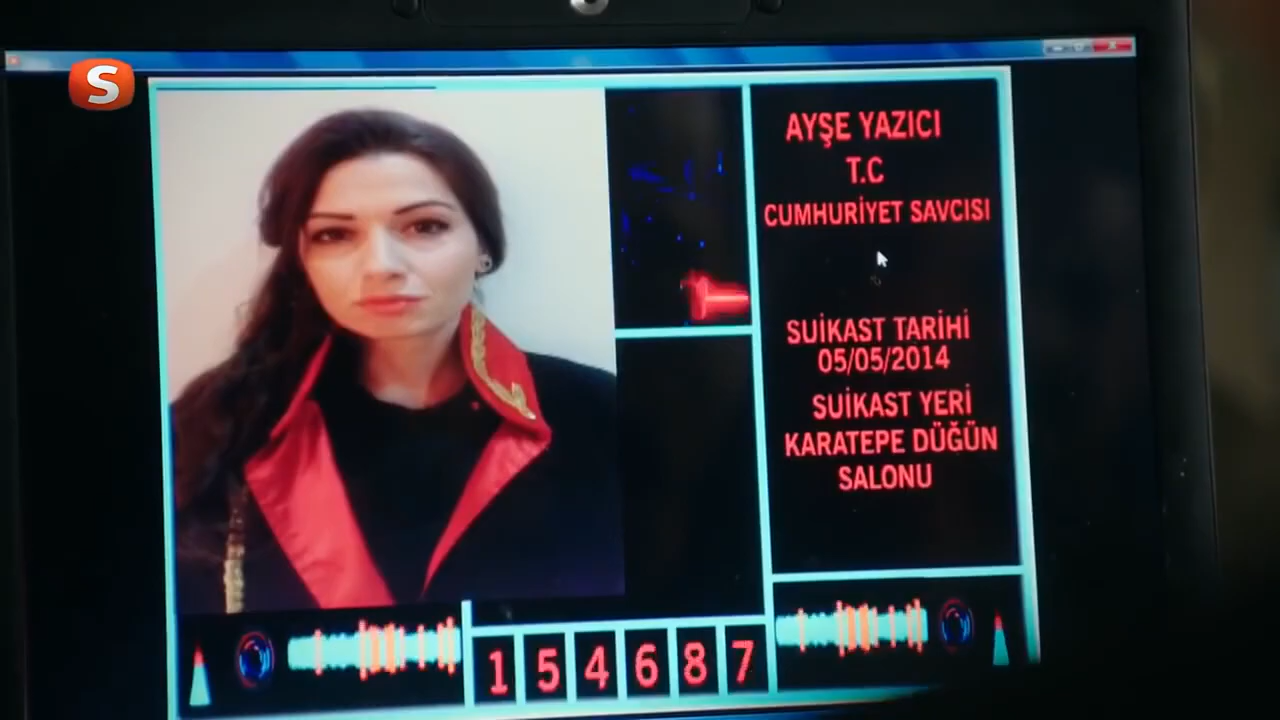 S
AYŞE YAZICI
T.C
CUMHURİYET SAVCISI
SUİKAST TARİHİ
05/05/2014
SUİKAST YERİ
KARATEPE DÜĞÜN
SALONU
1 5 4 6 8 7